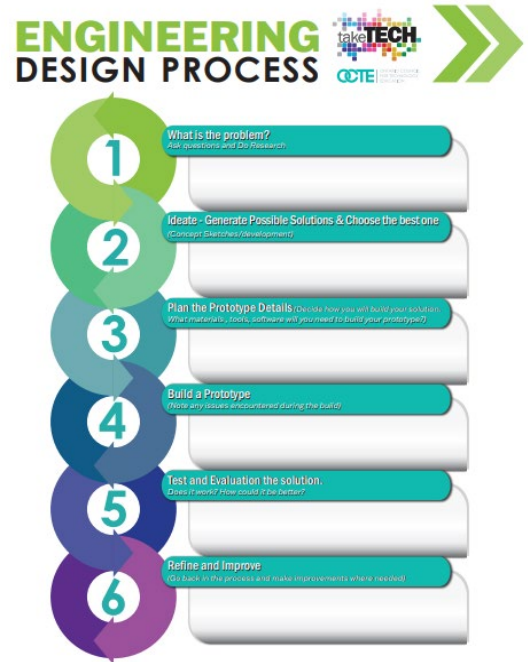 ENGINEERING
DESIGN PROCESS
takeTECH
OCTE
1
What is the problem?
Ask questions and Do Research
2
Ideate - Generate Possible Solutions & Choose the best one
(Concept Sketches/development)
3
Plan the Prototype Details (Decide how you will build your solution.
What materials , tools, software will you need to build your prototype?)
4
Build a Prototype
(Note any issues encountered during the build)
5
Test and Evaluation the solution.
Does it work? How could it be better?
6
Refine and Improve
(Go back in the process and make improvements where needed)